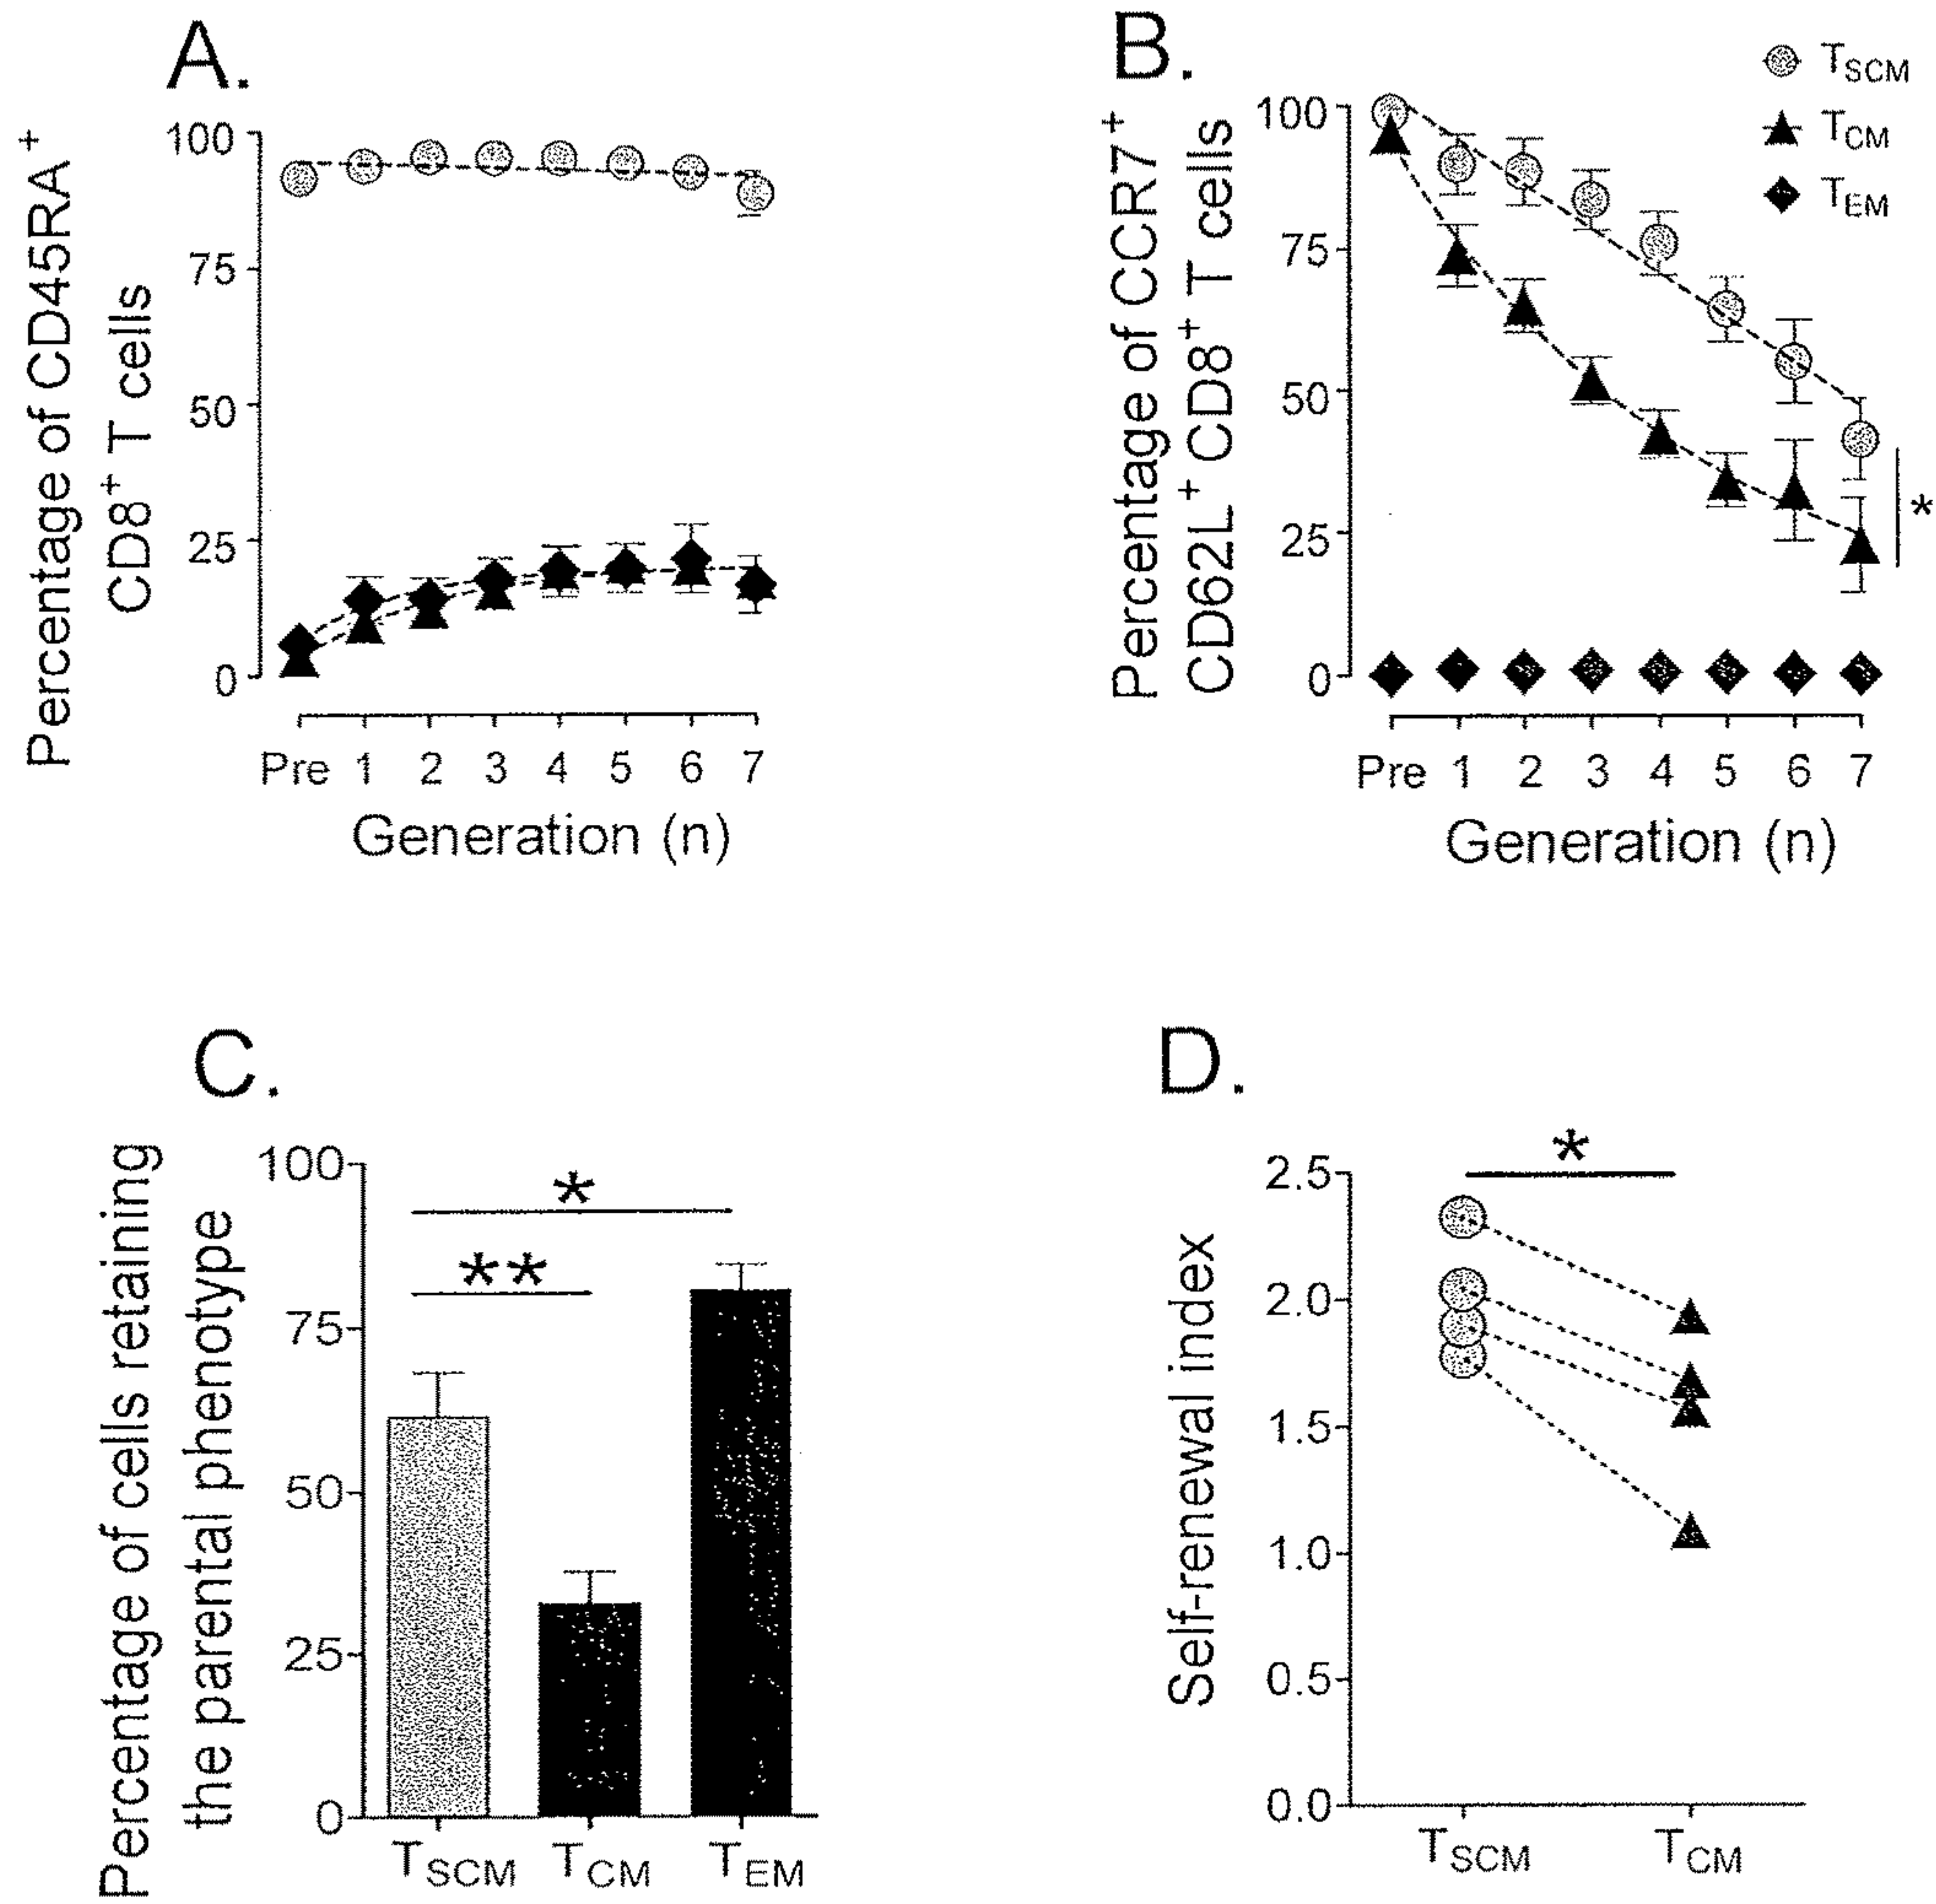 A.
Percentage of CD45RA+
CD8+ T cells
100
75
50
25
0
Pre 1 2 3 4 5 6 7
Generation (n)
B.
Percentage of CCR7+
CD62L+ CD8+ T cells
100
75
50
25
0
Pre 1 2 3 4 5 6 7
Generation (n)
TSCM
TCM
TEM
*
C.
Percentage of cells retaining
the parental phenotype
100
75
50
25
0
*
**
TSCM TCM TEM
D.
Self-renewal index
2.5
2.0
1.5
1.0
0.5
0.0
*
TSCM TCM